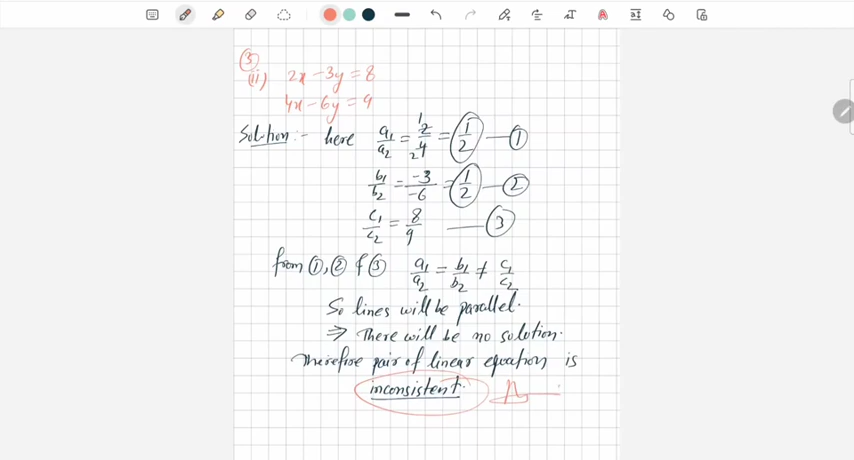 ③
(ii) 2x - 3y = 8
4x - 6y = 9
Solution:- here a₁/a₂ = 2/4 = 1/2 — ①
b₁/b₂ = -3/-6 = 1/2 — ②
c₁/c₂ = 8/9 — ③
from ①, ② & ③ a₁/a₂ = b₁/b₂ ≠ c₁/c₂
So lines will be parallel.
⇒ There will be no solution.
Therefore pair of linear equation is
inconsistent.